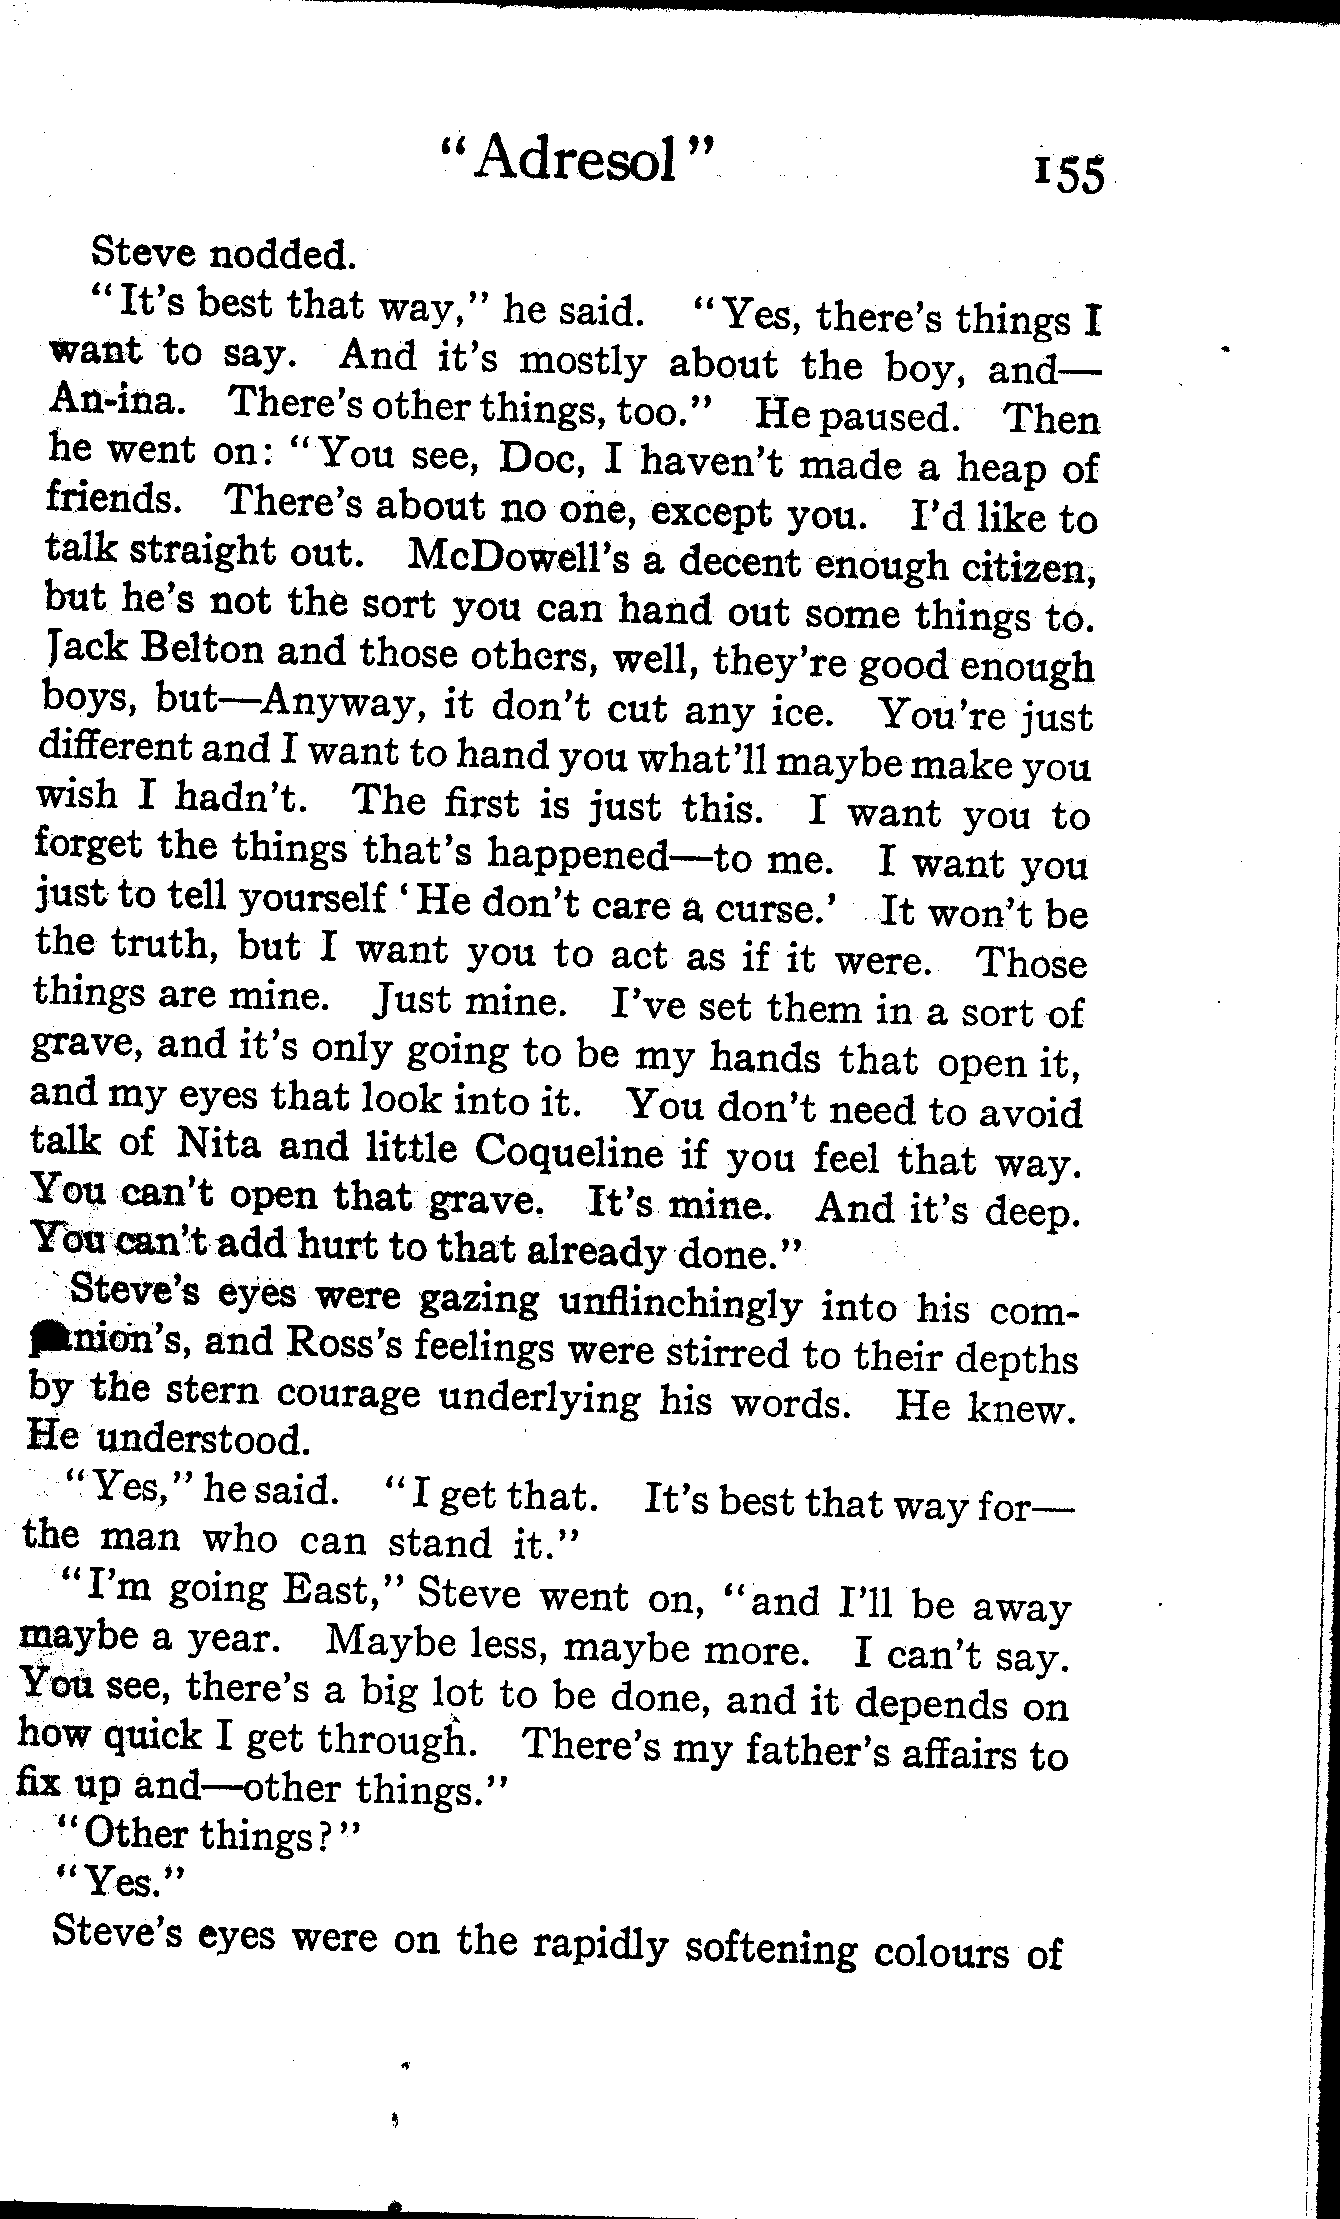 "Adresol" 155
Steve nodded.
"It's best that way," he said. "Yes, there's things I
want to say. And it's mostly about the boy, and—
An-ina. There's other things, too." He paused. Then
he went on: "You see, Doc, I haven't made a heap of
friends. There's about no one, except you. I'd like to
talk straight out. McDowell's a decent enough citizen,
but he's not the sort you can hand out some things to.
Jack Belton and those others, well, they're good enough
boys, but—Anyway, it don't cut any ice. You're just
different and I want to hand you what'll maybe make you
wish I hadn't. The first is just this. I want you to
forget the things that's happened—to me. I want you
just to tell yourself 'He don't care a curse.' It won't be
the truth, but I want you to act as if it were. Those
things are mine. Just mine. I've set them in a sort of
grave, and it's only going to be my hands that open it,
and my eyes that look into it. You don't need to avoid
talk of Nita and little Coqueline if you feel that way.
You can't open that grave. It's mine. And it's deep.
You can't add hurt to that already done."
Steve's eyes were gazing unflinchingly into his com-
panion's, and Ross's feelings were stirred to their depths
by the stern courage underlying his words. He knew.
He understood.
"Yes," he said. "I get that. It's best that way for—
the man who can stand it."
"I'm going East," Steve went on, "and I'll be away
maybe a year. Maybe less, maybe more. I can't say.
You see, there's a big lot to be done, and it depends on
how quick I get through. There's my father's affairs to
fix up and—other things."
"Other things?"
"Yes."
Steve's eyes were on the rapidly softening colours of